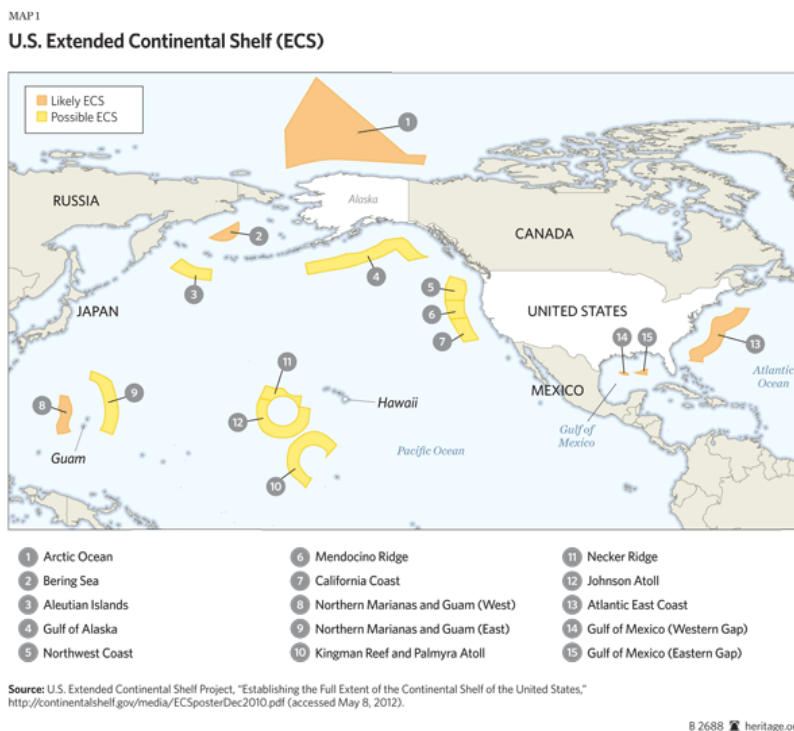 MAP 1
U.S. Extended Continental Shelf (ECS)
Likely ECS
Possible ECS
1
RUSSIA
Alaska
2
CANADA
3
4
5
JAPAN
6
UNITED STATES
7
14
15
13
Atlantic
Ocean
11
MEXICO
8
9
12
Hawaii
Gulf of
Mexico
Guam
10
Pacific Ocean
1 Arctic Ocean
2 Bering Sea
3 Aleutian Islands
4 Gulf of Alaska
5 Northwest Coast
6 Mendocino Ridge
7 California Coast
8 Northern Marianas and Guam (West)
9 Northern Marianas and Guam (East)
10 Kingman Reef and Palmyra Atoll
11 Necker Ridge
12 Johnson Atoll
13 Atlantic East Coast
14 Gulf of Mexico (Western Gap)
15 Gulf of Mexico (Eastern Gap)
Source: U.S. Extended Continental Shelf Project, “Establishing the Full Extent of the Continental Shelf of the United States,”
http://continentalshelf.gov/media/ECSposterDec2010.pdf (accessed May 8, 2012).
B 2688 heritage.o